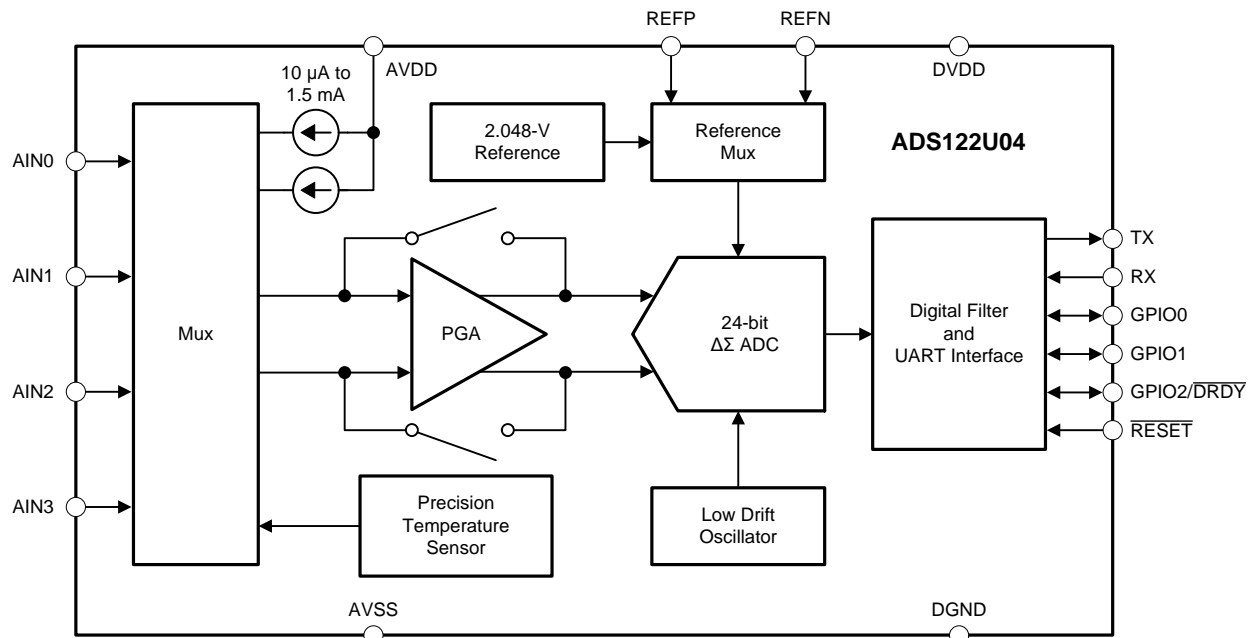 REFP
REFN
AVDD
DVDD
10 µA to
1.5 mA
2.048-V
Reference
Reference
Mux
ADS122U04
AIN0
AIN1
AIN2
AIN3
Mux
PGA
24-bit
ΔΣ ADC
Digital Filter
and
UART Interface
TX
RX
GPIO0
GPIO1
GPIO2/DRDY
RESET
Precision
Temperature
Sensor
Low Drift
Oscillator
AVSS
DGND